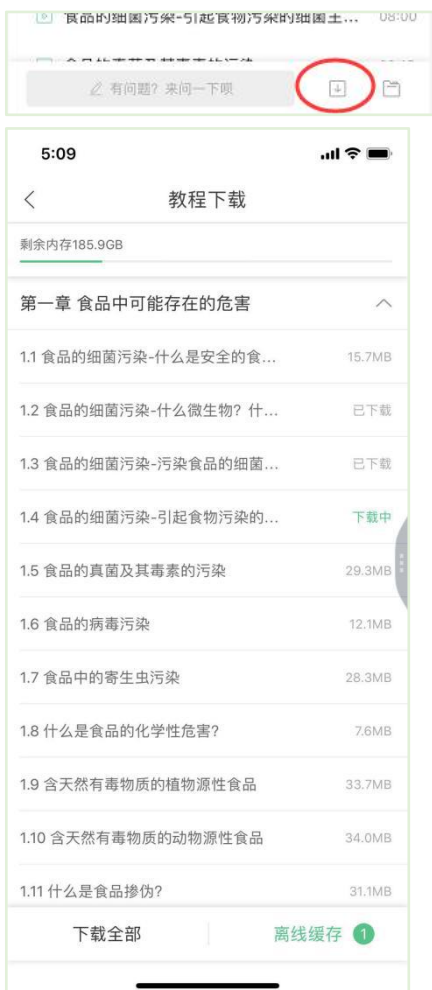 食品的细菌污染-引起食物污染的细菌主... 08:00
有问题？来问一下呗
5:09
教程下载
剩余内存185.9GB
第一章 食品中可能存在的危害
1.1 食品的细菌污染-什么是安全的食... 15.7MB
1.2 食品的细菌污染-什么微生物？什... 已下载
1.3 食品的细菌污染-污染食品的细菌... 已下载
1.4 食品的细菌污染-引起食物污染的... 下载中
1.5 食品的真菌及其毒素的污染 29.3MB
1.6 食品的病毒污染 12.1MB
1.7 食品中的寄生虫污染 28.3MB
1.8 什么是食品的化学性危害? 7.6MB
1.9 含天然有毒物质的植物源性食品 33.7MB
1.10 含天然有毒物质的动物源性食品 34.0MB
1.11 什么是食品掺伪? 31.1MB
下载全部 离线缓存 1